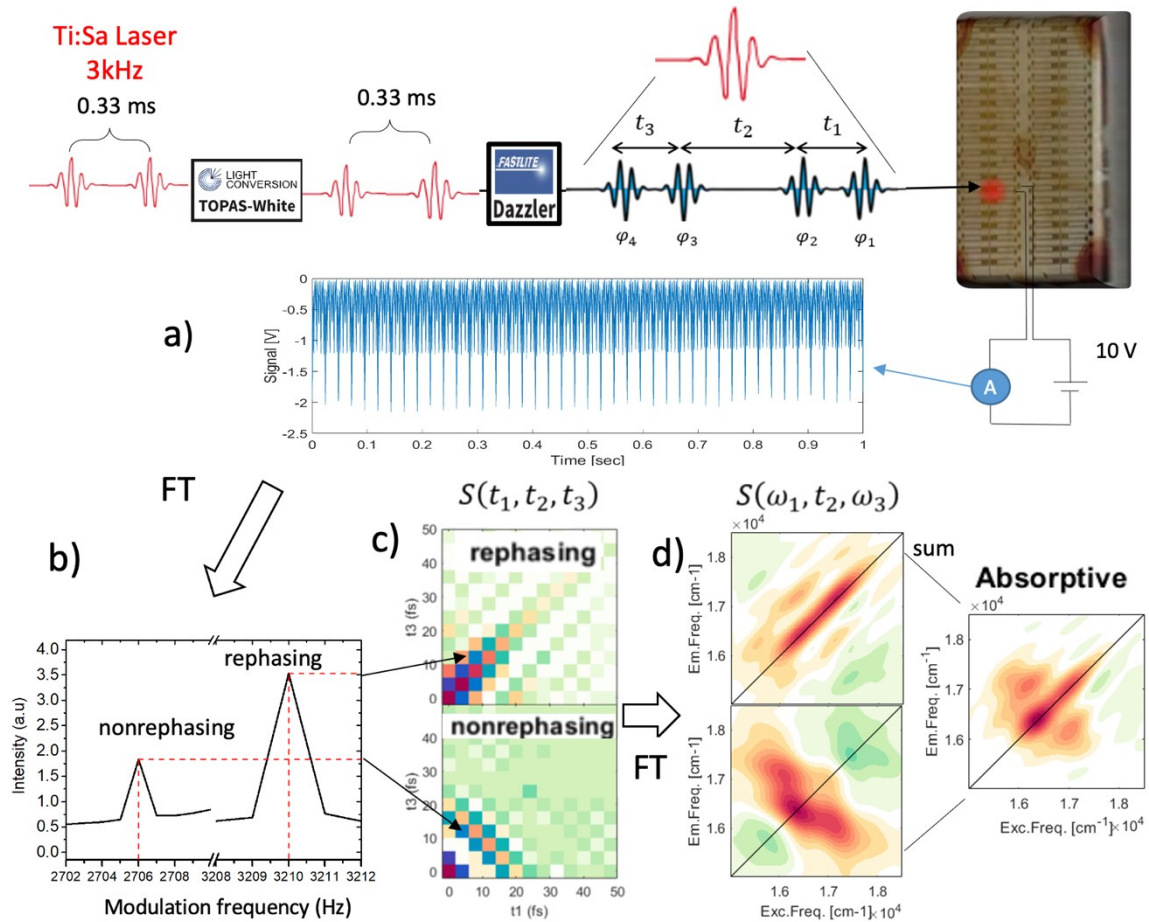 Ti:Sa Laser
3kHz
0.33 ms
0.33 ms
LIGHT
CONVERSION
TOPAS-White
FASTLITE
Dazzler
t₃
t₂
t₁
φ₄
φ₃
φ₂
φ₁
10 V
A
a)
Signal [V]
0
-0.5
-1
-1.5
-2
-2.5
0 0.1 0.2 0.3 0.4 0.5 0.6 0.7 0.8 0.9 1
Time [sec]
FT
b)
rephasing
nonrephasing
Intensity (a.u)
4.0
3.5
3.0
2.5
2.0
1.5
1.0
0.5
0.0
2702 2704 2706 2708 3208 3209 3210 3211 3212
Modulation frequency (Hz)
c)
S(t₁, t₂, t₃)
rephasing
t3 (fs)
50
40
30
20
10
0
nonrephasing
t3 (fs)
40
30
20
10
0
0 10 20 30 40 50
t1 (fs)
FT
d)
S(ω₁, t₂, ω₃)
× 10⁴
1.8
1.7
1.6
Em.Freq. [cm-1]
1.8
1.7
1.6
Em.Freq. [cm-1]
1.6 1.7 1.8
×10⁴
Exc.Freq. [cm-1]
sum
Absorptive
× 10⁴
1.8
1.7
1.6
Em.Freq. [cm⁻¹]
1.6 1.7 1.8
Exc.Freq. [cm⁻¹]×10⁴